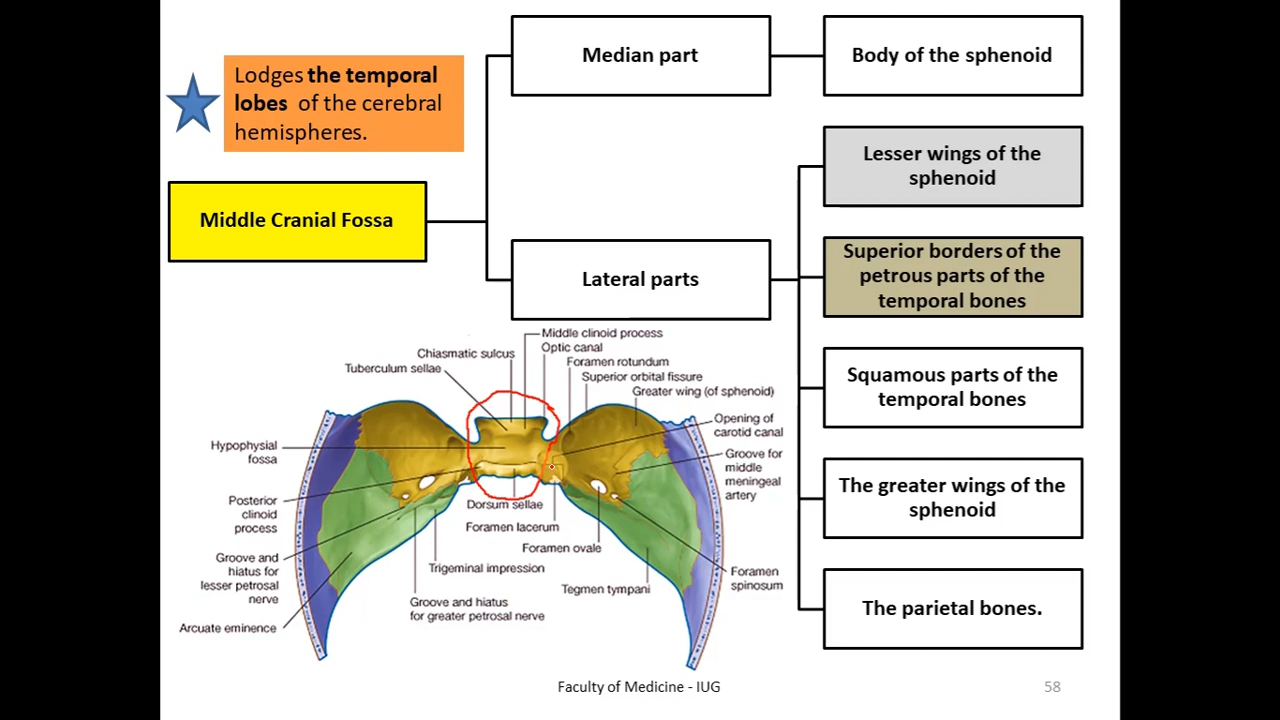 Lodges the temporal
lobes of the cerebral
hemispheres.
Middle Cranial Fossa
Median part
Body of the sphenoid
Lateral parts
Lesser wings of the
sphenoid
Superior borders of the
petrous parts of the
temporal bones
Squamous parts of the
temporal bones
The greater wings of the
sphenoid
The parietal bones.
Middle clinoid process
Optic canal
Chiasmatic sulcus
Foramen rotundum
Tuberculum sellae
Superior orbital fissure
Greater wing (of sphenoid)
Opening of
carotid canal
Hypophysial
fossa
Groove for
middle
meningeal
artery
Posterior
clinoid
process
Dorsum sellae
Foramen lacerum
Foramen ovale
Groove and
hiatus for
lesser petrosal
nerve
Trigeminal impression
Foramen
spinosum
Tegmen tympani
Groove and hiatus
for greater petrosal nerve
Arcuate eminence
Faculty of Medicine - IUG
58